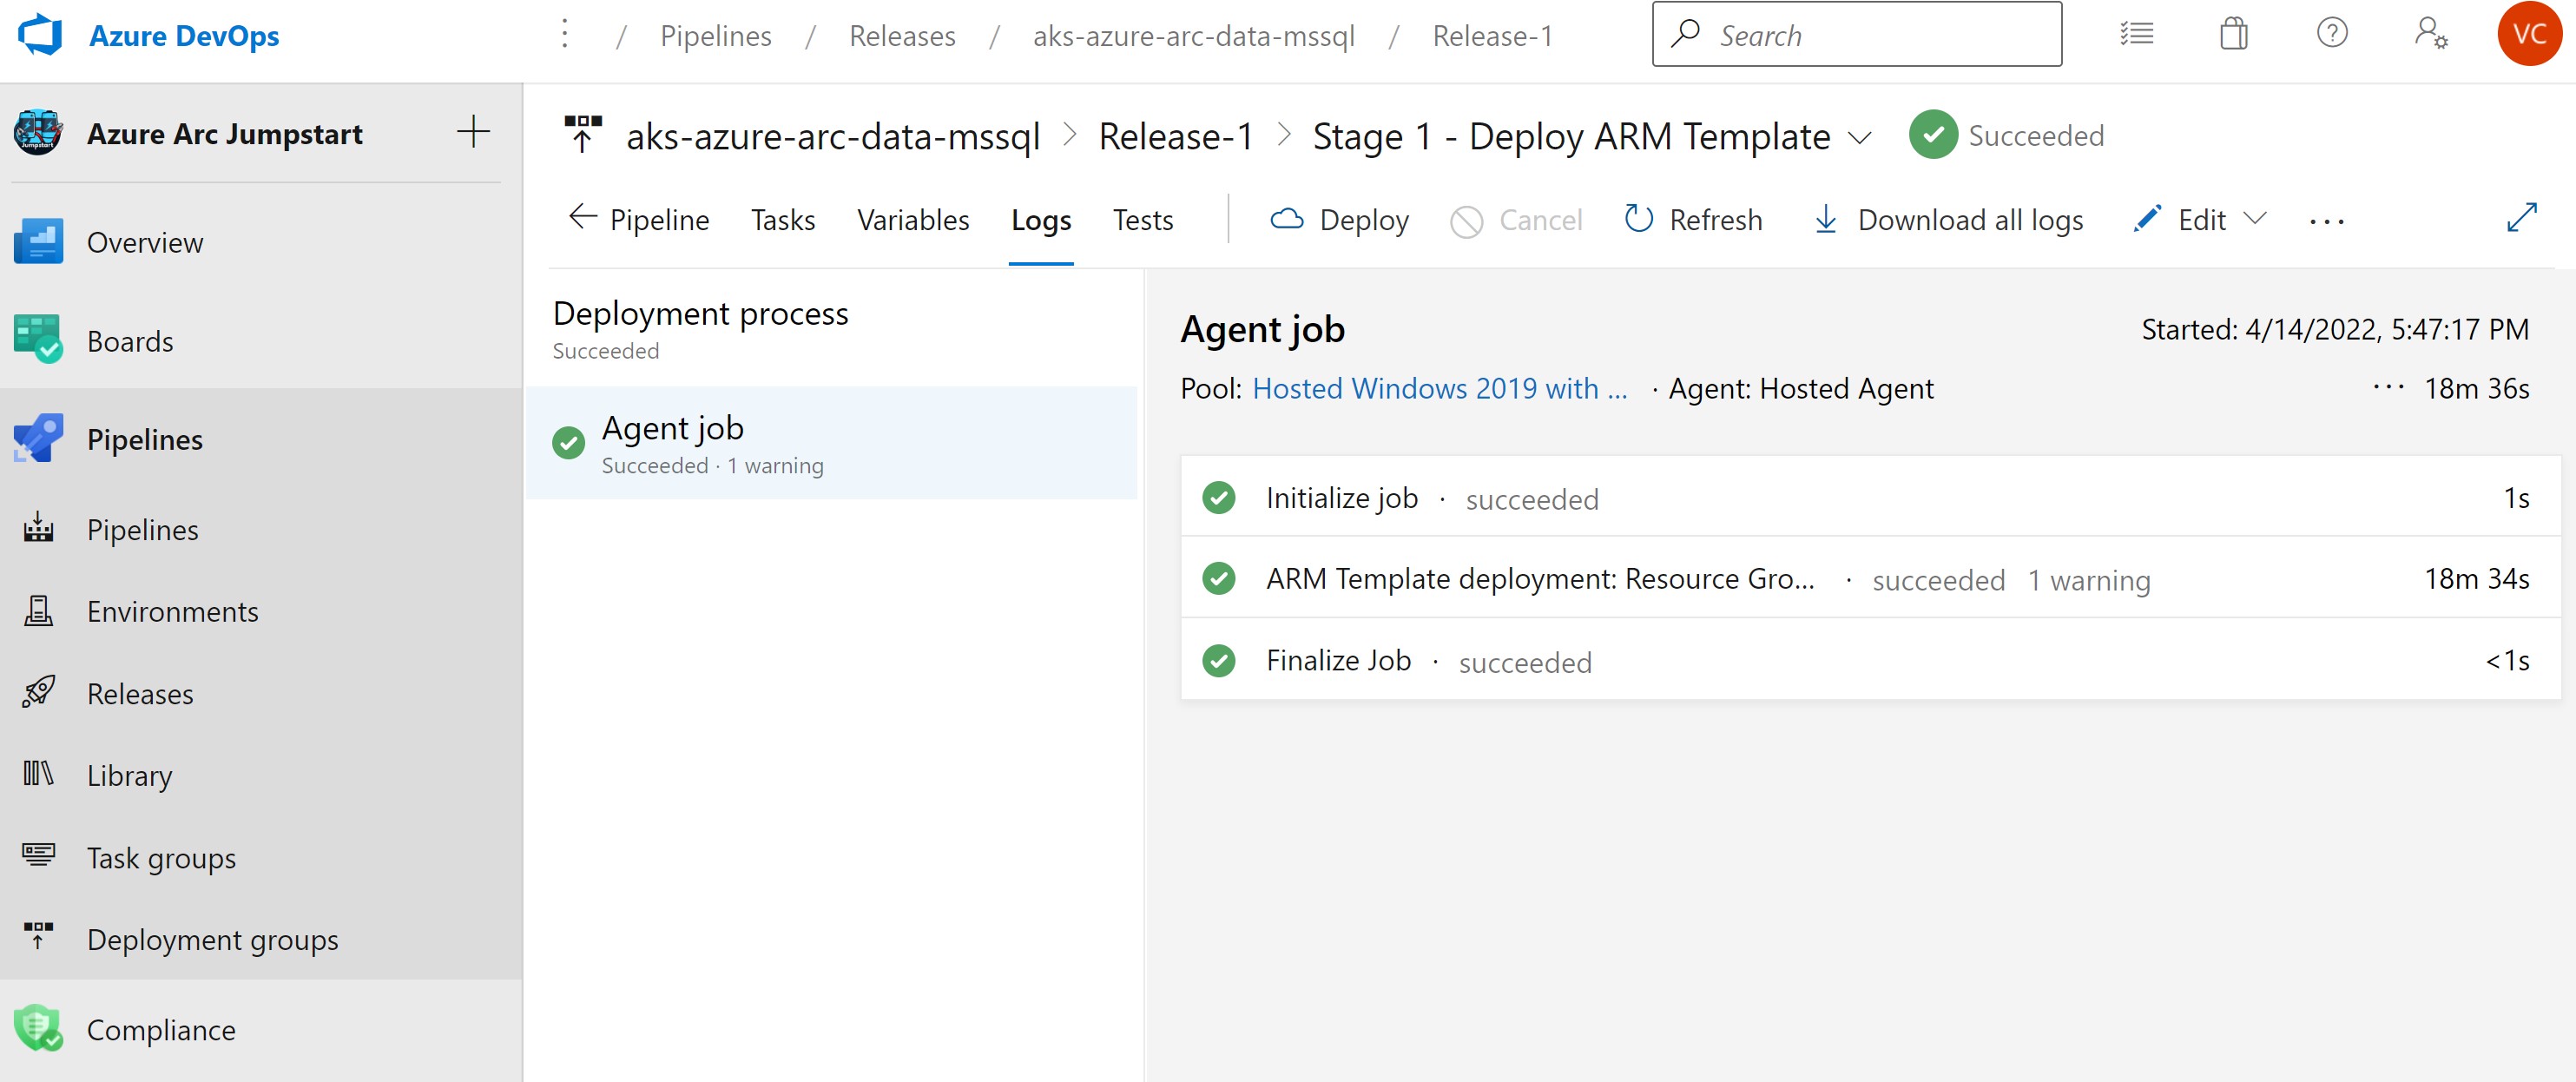 Azure DevOps
/ Pipelines / Releases / aks-azure-arc-data-mssql / Release-1
Search
VC
Azure Arc Jumpstart
Overview
Boards
Pipelines
Pipelines
Environments
Releases
Library
Task groups
Deployment groups
Compliance
aks-azure-arc-data-mssql > Release-1 > Stage 1 - Deploy ARM Template Succeeded
Pipeline Tasks Variables Logs Tests Deploy Cancel Refresh Download all logs Edit ...
Deployment process
Succeeded
Agent job
Succeeded · 1 warning
Agent job Started: 4/14/2022, 5:47:17 PM
Pool: Hosted Windows 2019 with ... · Agent: Hosted Agent ... 18m 36s
Initialize job · succeeded 1s
ARM Template deployment: Resource Gro... · succeeded 1 warning 18m 34s
Finalize Job · succeeded <1s